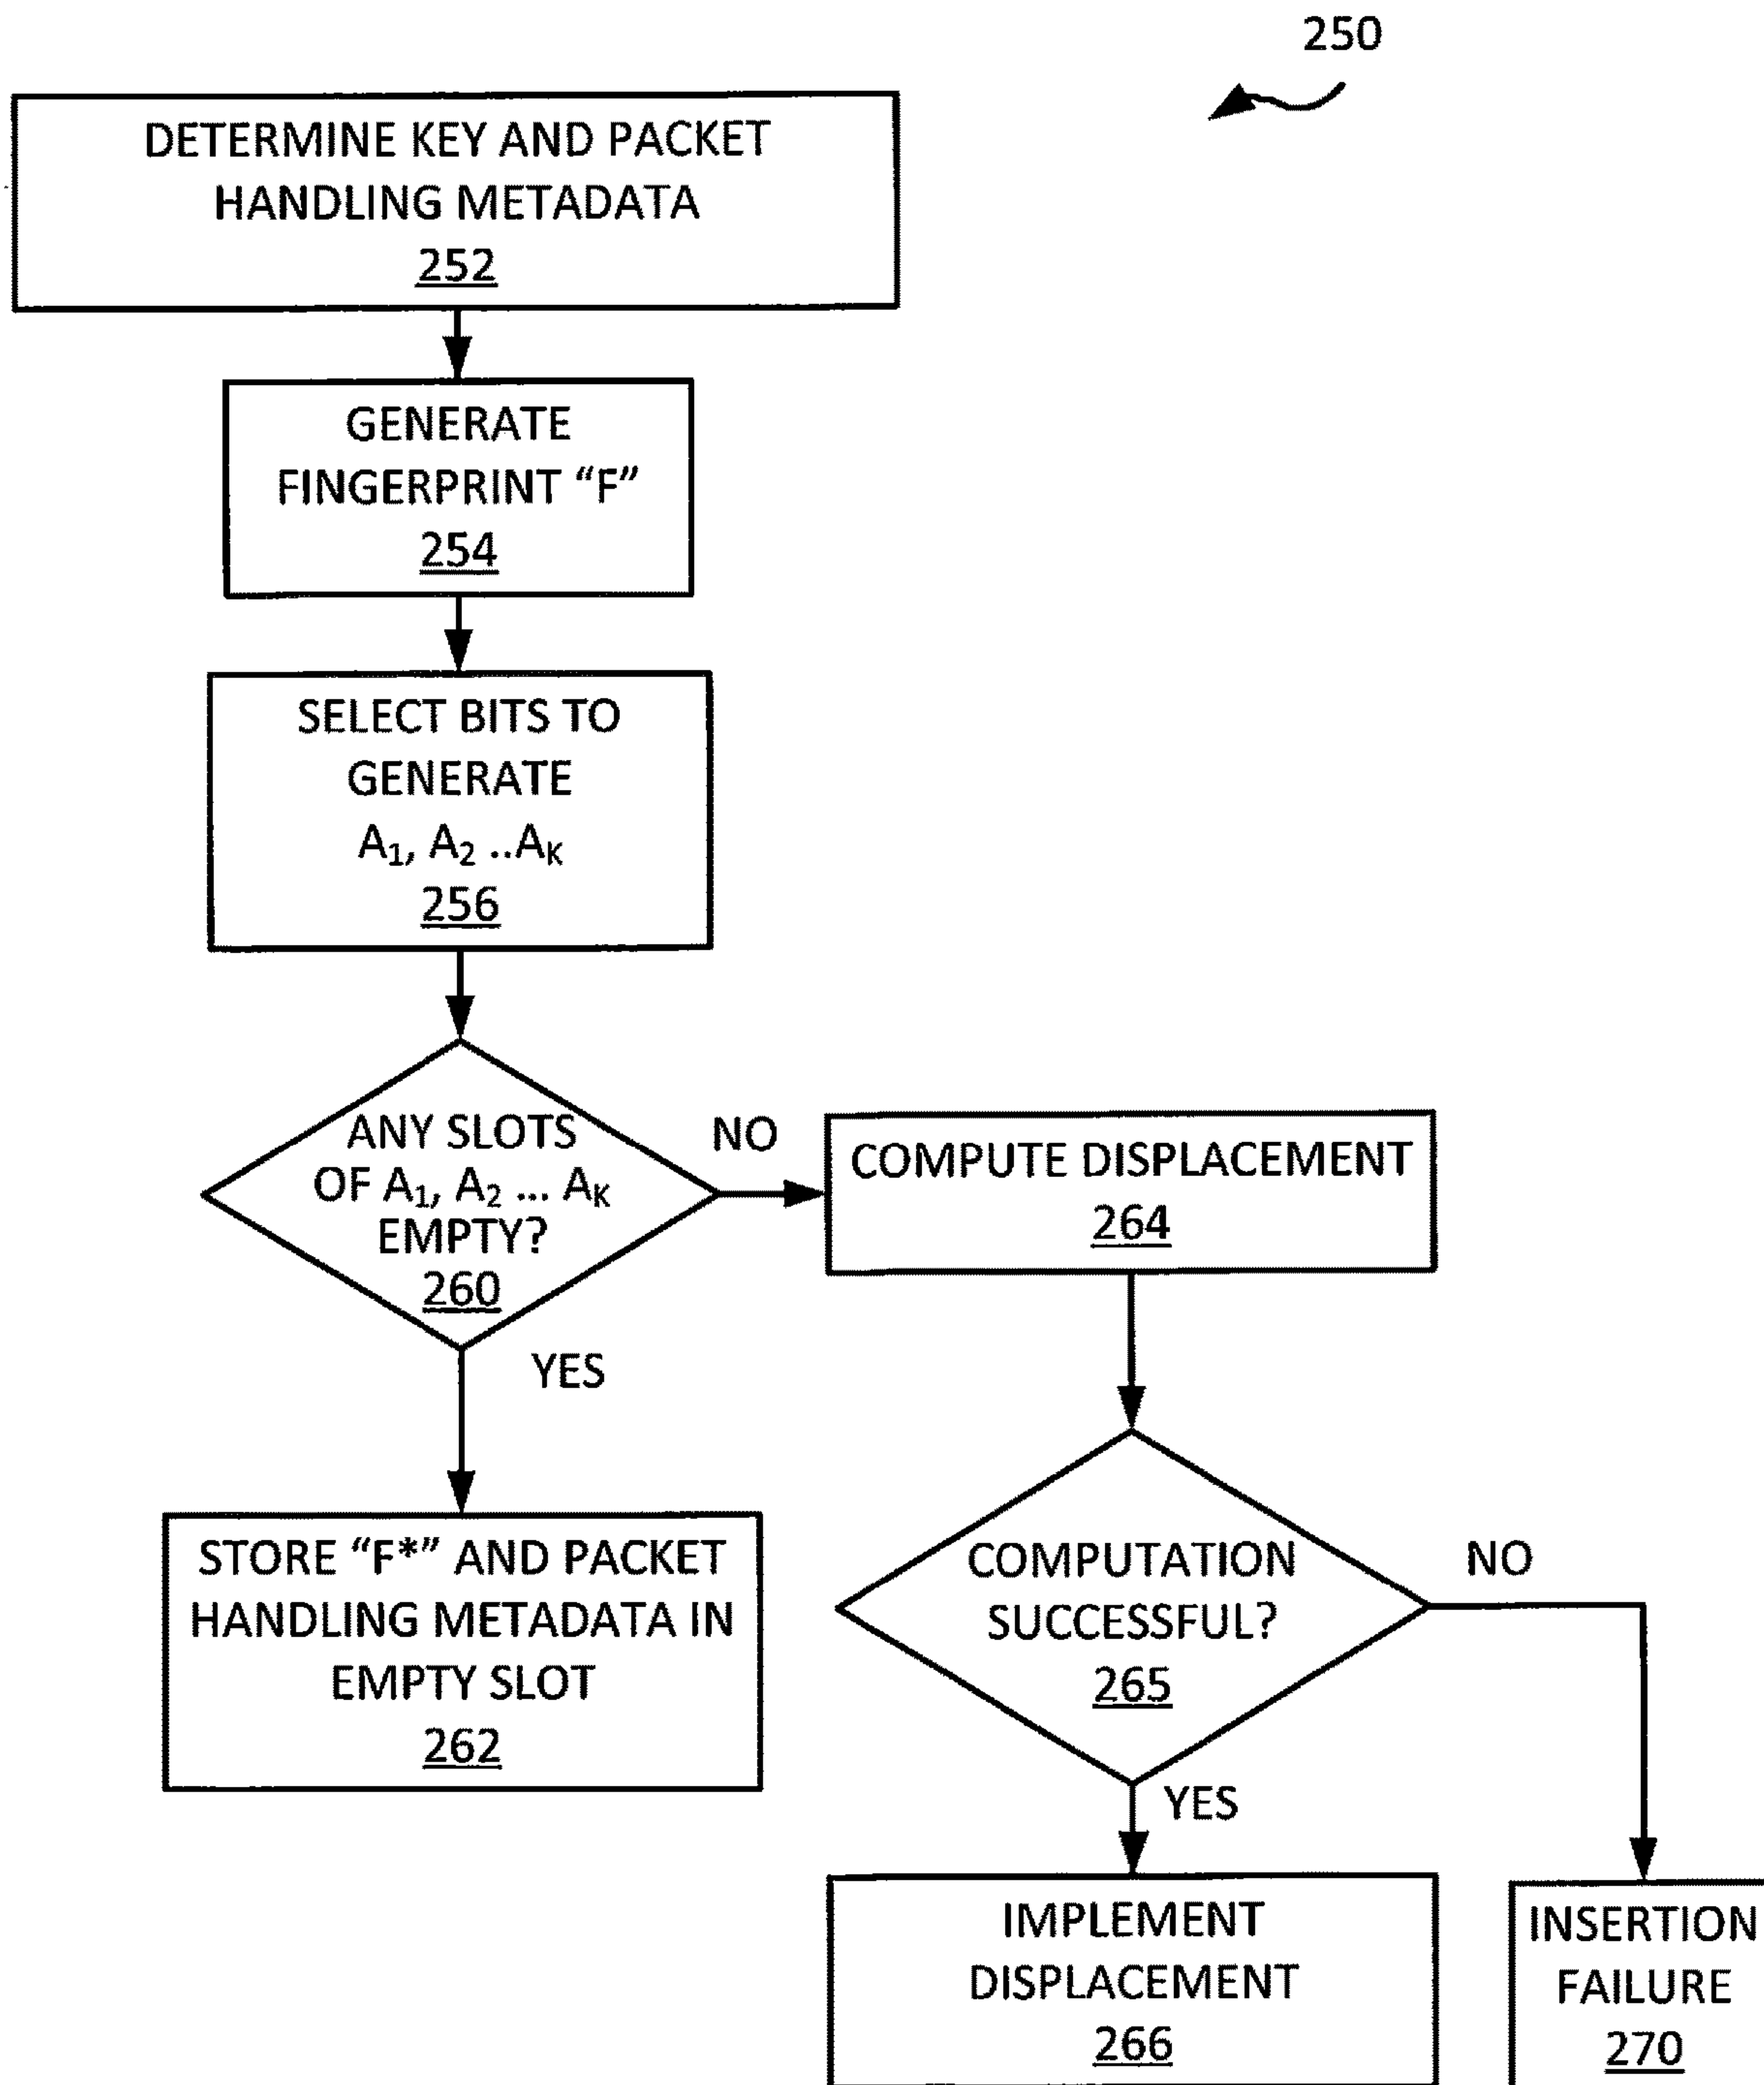 250
DETERMINE KEY AND PACKET
HANDLING METADATA
252
GENERATE
FINGERPRINT “F”
254
SELECT BITS TO
GENERATE
A₁, A₂ ..Aₖ
256
ANY SLOTS
OF A₁, A₂ ... Aₖ
EMPTY?
260
NO
YES
COMPUTE DISPLACEMENT
264
STORE “F*” AND PACKET
HANDLING METADATA IN
EMPTY SLOT
262
COMPUTATION
SUCCESSFUL?
265
NO
YES
IMPLEMENT
DISPLACEMENT
266
INSERTION
FAILURE
270